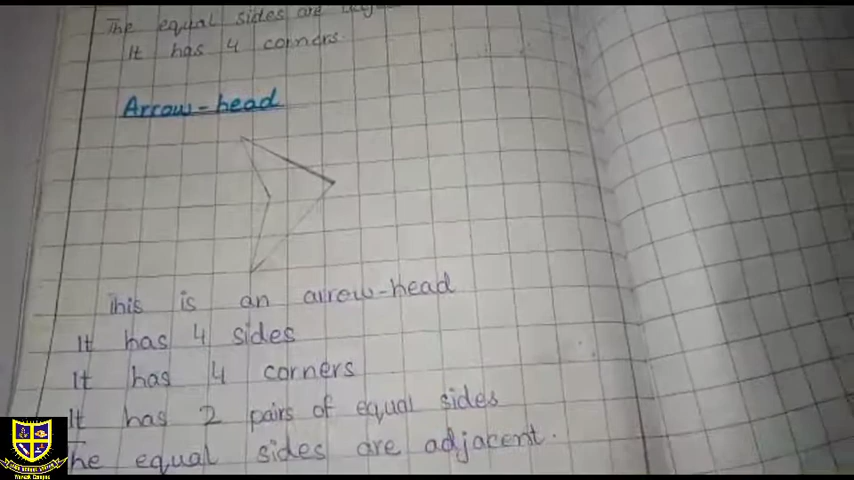 The equal sides are
It has 4 corners
Arrow-head
This is an arrow-head
It has 4 sides
It has 4 corners
It has 2 pairs of equal sides
The equal sides are adjacent.